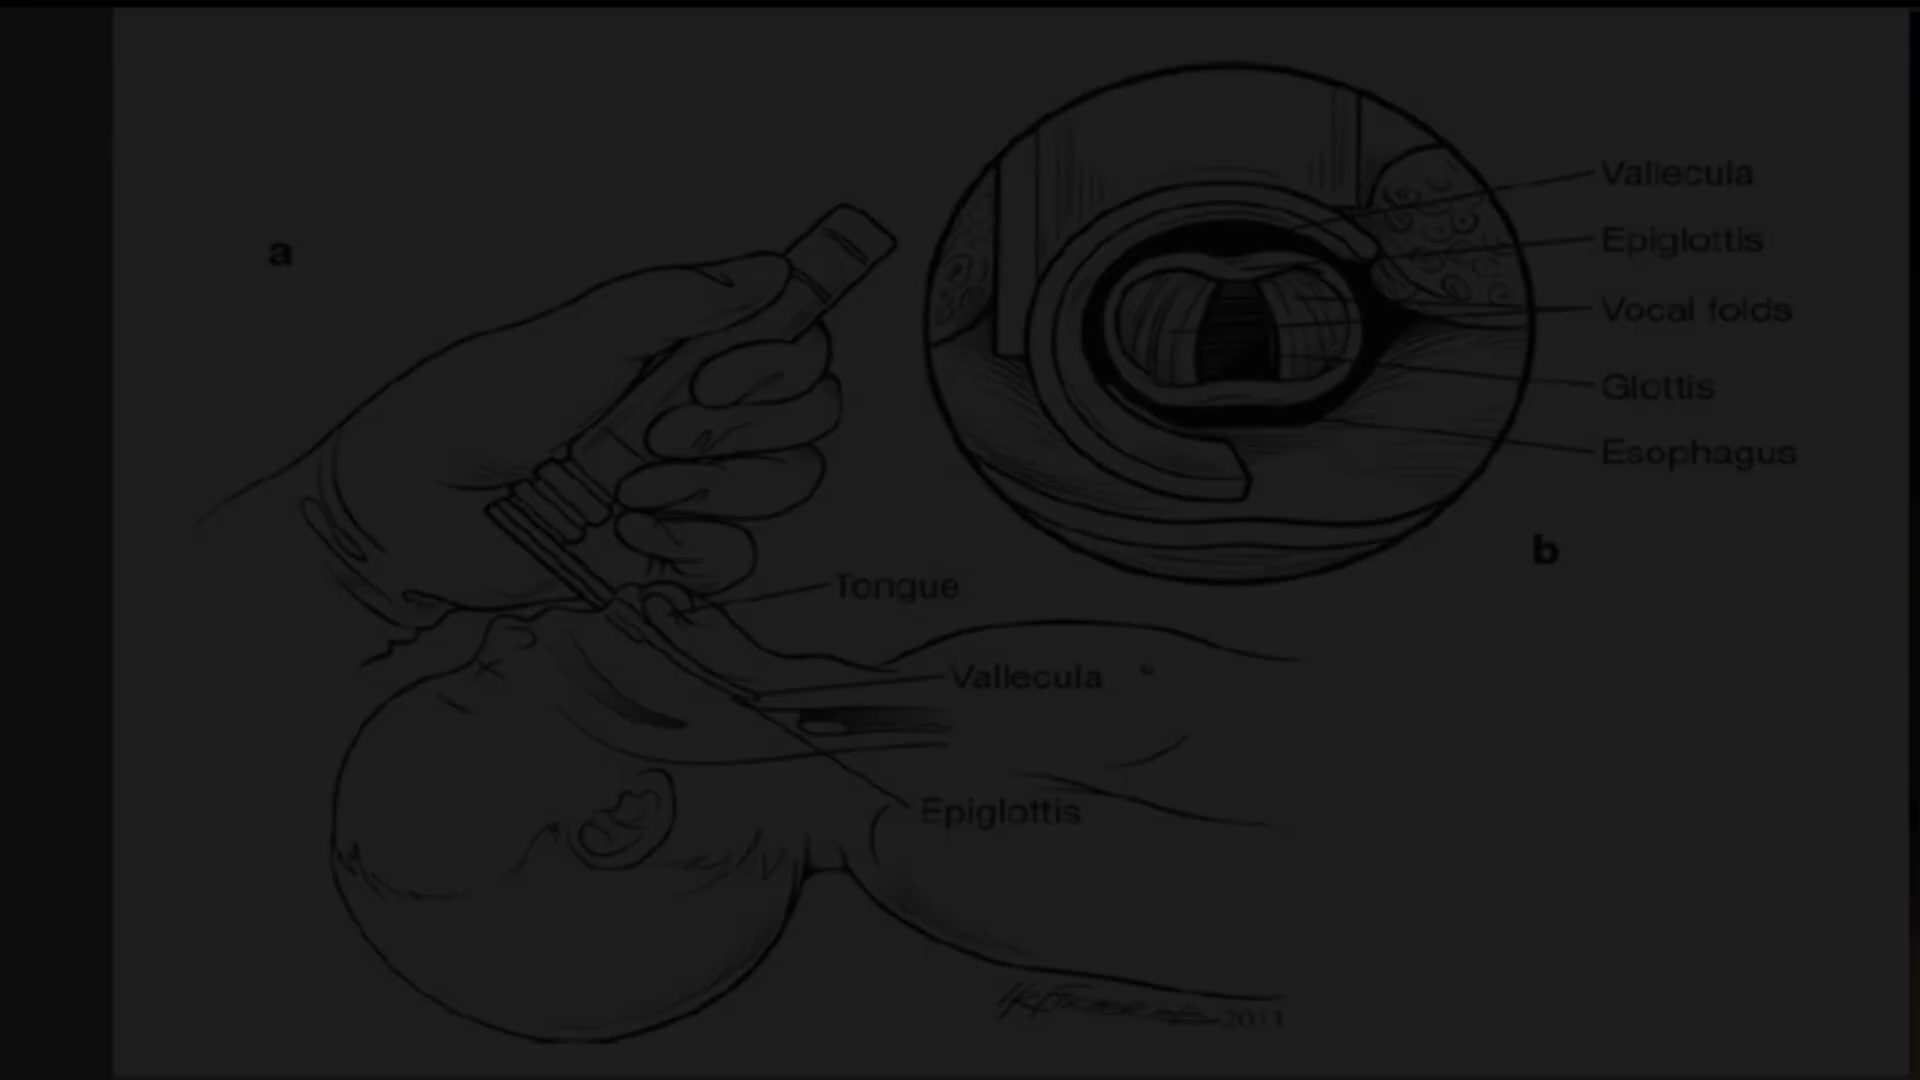 a
Vallecula
Epiglottis
Vocal folds
Glottis
Esophagus
b
Tongue
Vallecula
Epiglottis
2011